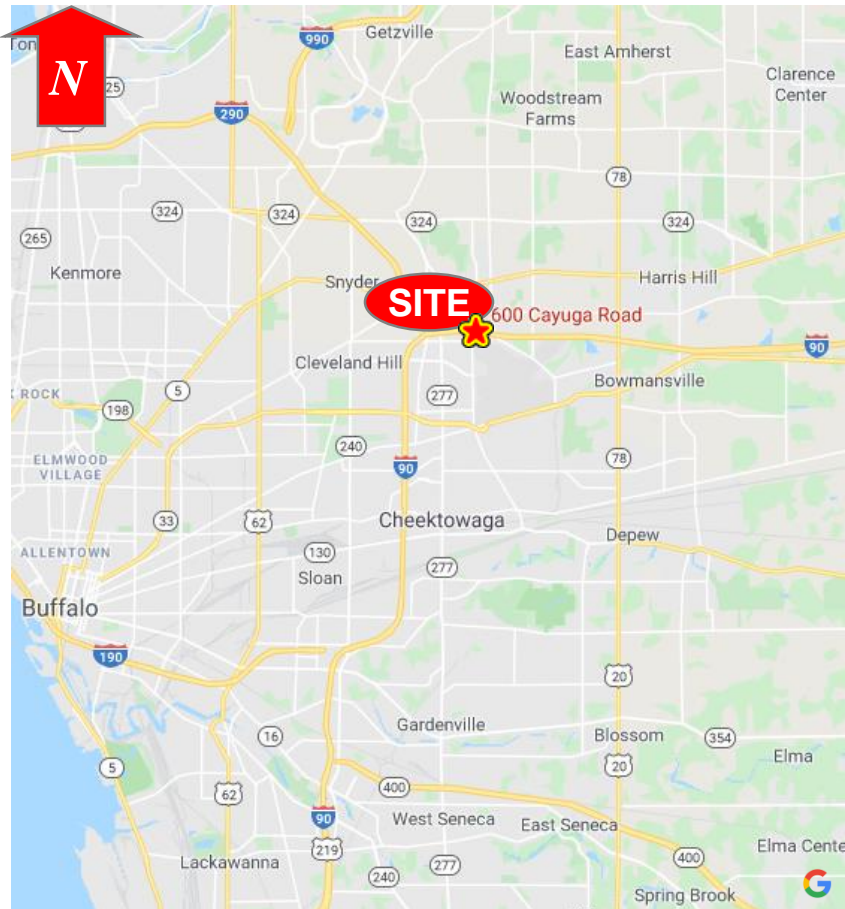 Getzville
990
East Amherst
N
Clarence
Center
Woodstream
Farms
290
78
324
324
324
324
265
Kenmore
Snyder
Harris Hill
SITE
600 Cayuga Road
90
Cleveland Hill
Bowmansville
5
277
ROCK
198
240
ELMWOOD
VILLAGE
90
78
33
62
Cheektowaga
130
Depew
ALLENTOWN
277
Sloan
Buffalo
190
20
16
Gardenville
Blossom
354
Elma
20
5
400
62
90
West Seneca
East Seneca
219
Elma Cente
400
Lackawanna
277
240
Spring Brook
G